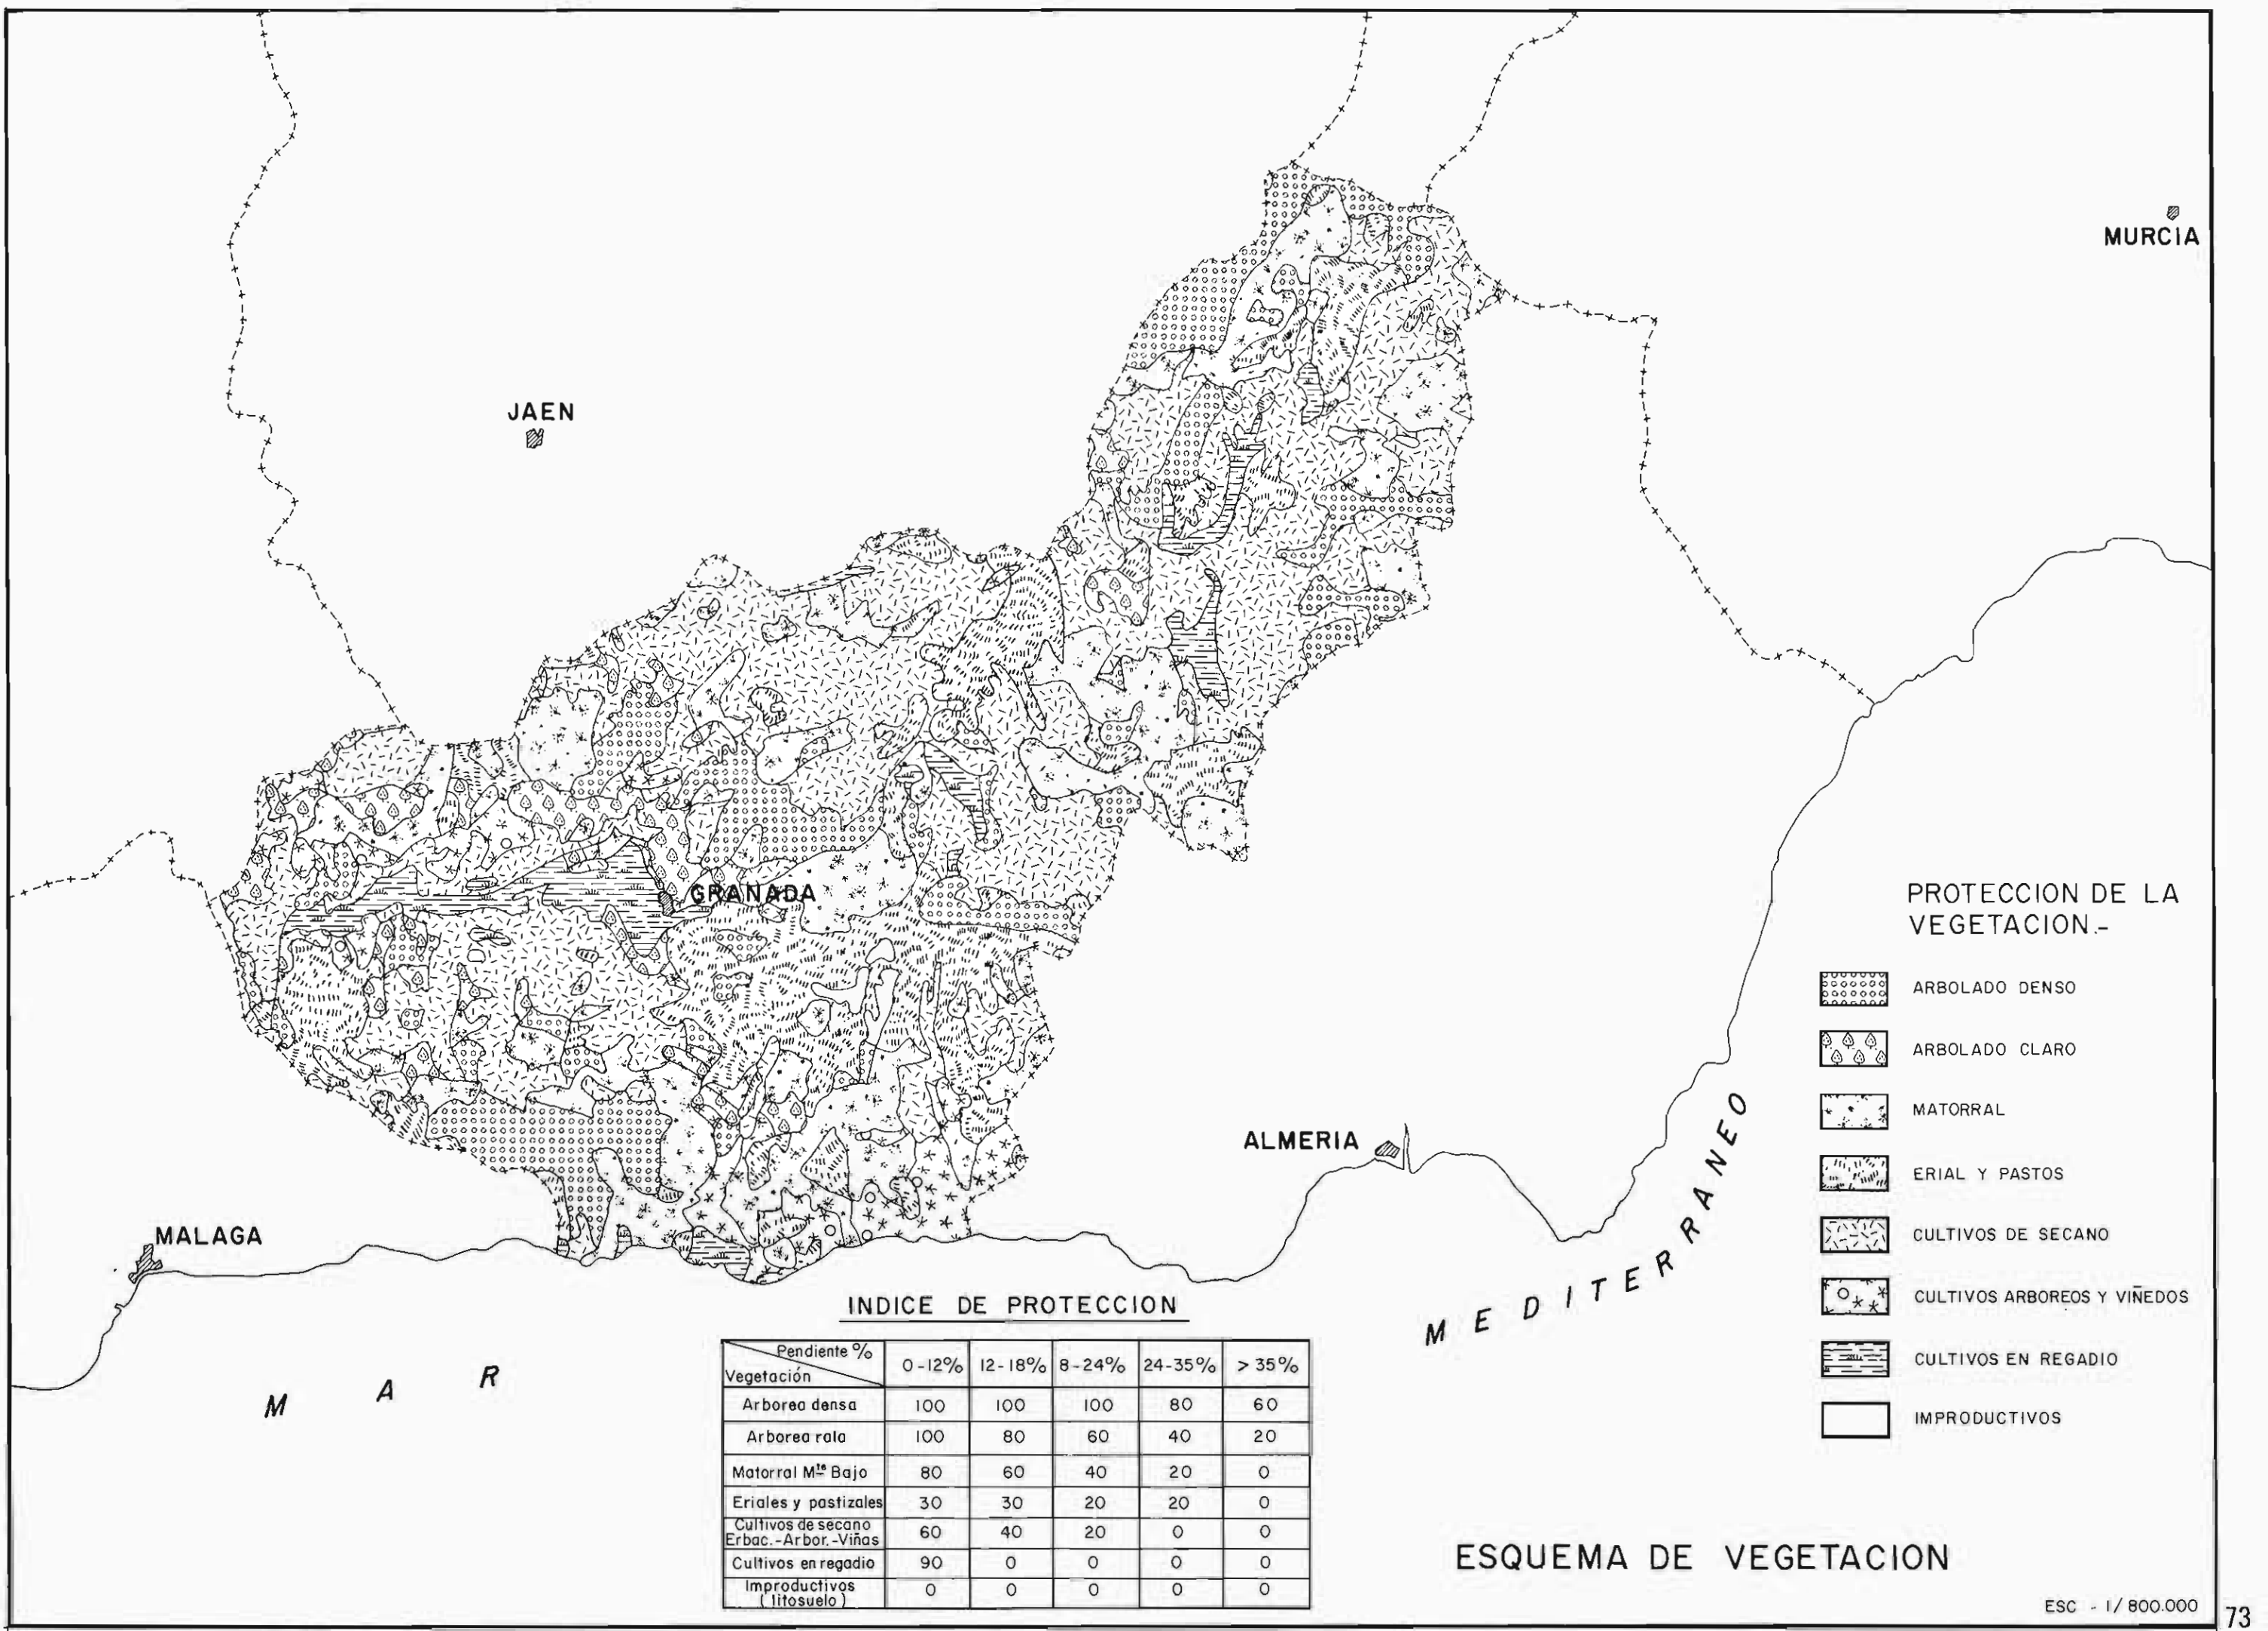 MURCIA
JAEN
GRANADA
ALMERIA
MALAGA
MAR
MEDITERRANEO
PROTECCION DE LA
VEGETACION.-
ARBOLADO DENSO
ARBOLADO CLARO
MATORRAL
ERIAL Y PASTOS
CULTIVOS DE SECANO
CULTIVOS ARBOREOS Y VIÑEDOS
CULTIVOS EN REGADIO
IMPRODUCTIVOS
INDICE DE PROTECCION
Pendiente %
Vegetación
0-12% 12-18% 8-24% 24-35% > 35%
Arborea densa 100 100 100 80 60
Arborea rala 100 80 60 40 20
Matorral Mte Bajo 80 60 40 20 0
Eriales y pastizales 30 30 20 20 0
Cultivos de secano
Erbac.-Arbor.-Viñas 60 40 20 0 0
Cultivos en regadio 90 0 0 0 0
Improductivos
(litosuelo) 0 0 0 0 0
ESQUEMA DE VEGETACION
ESC - 1/800.000
73